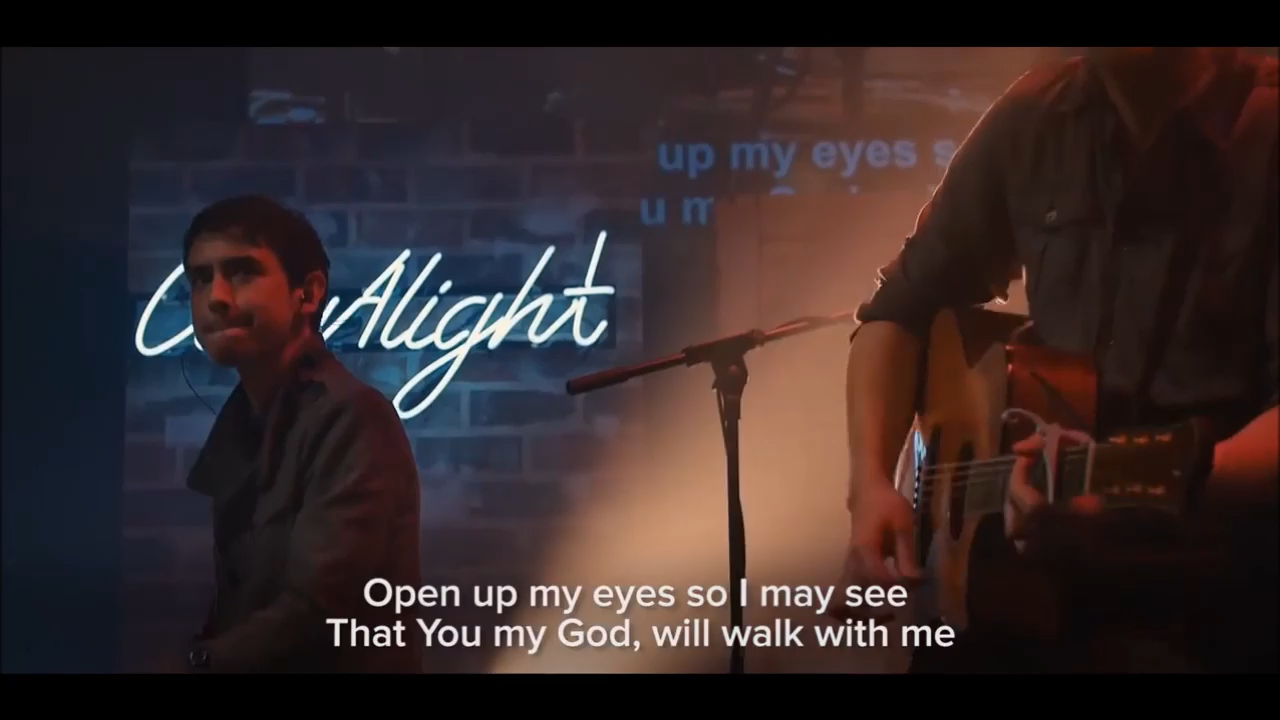 up my eyes s
u m
Alight
Open up my eyes so I may see
That You my God, will walk with me